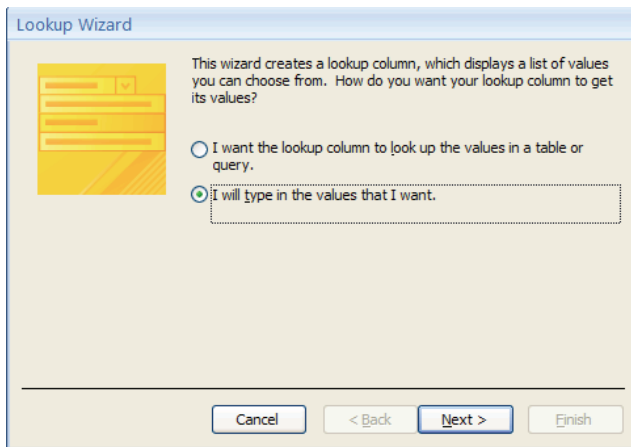 Lookup Wizard
This wizard creates a lookup column, which displays a list of values
you can choose from. How do you want your lookup column to get
its values?
I want the lookup column to look up the values in a table or
query.
I will type in the values that I want.
Cancel
< Back
Next >
Finish